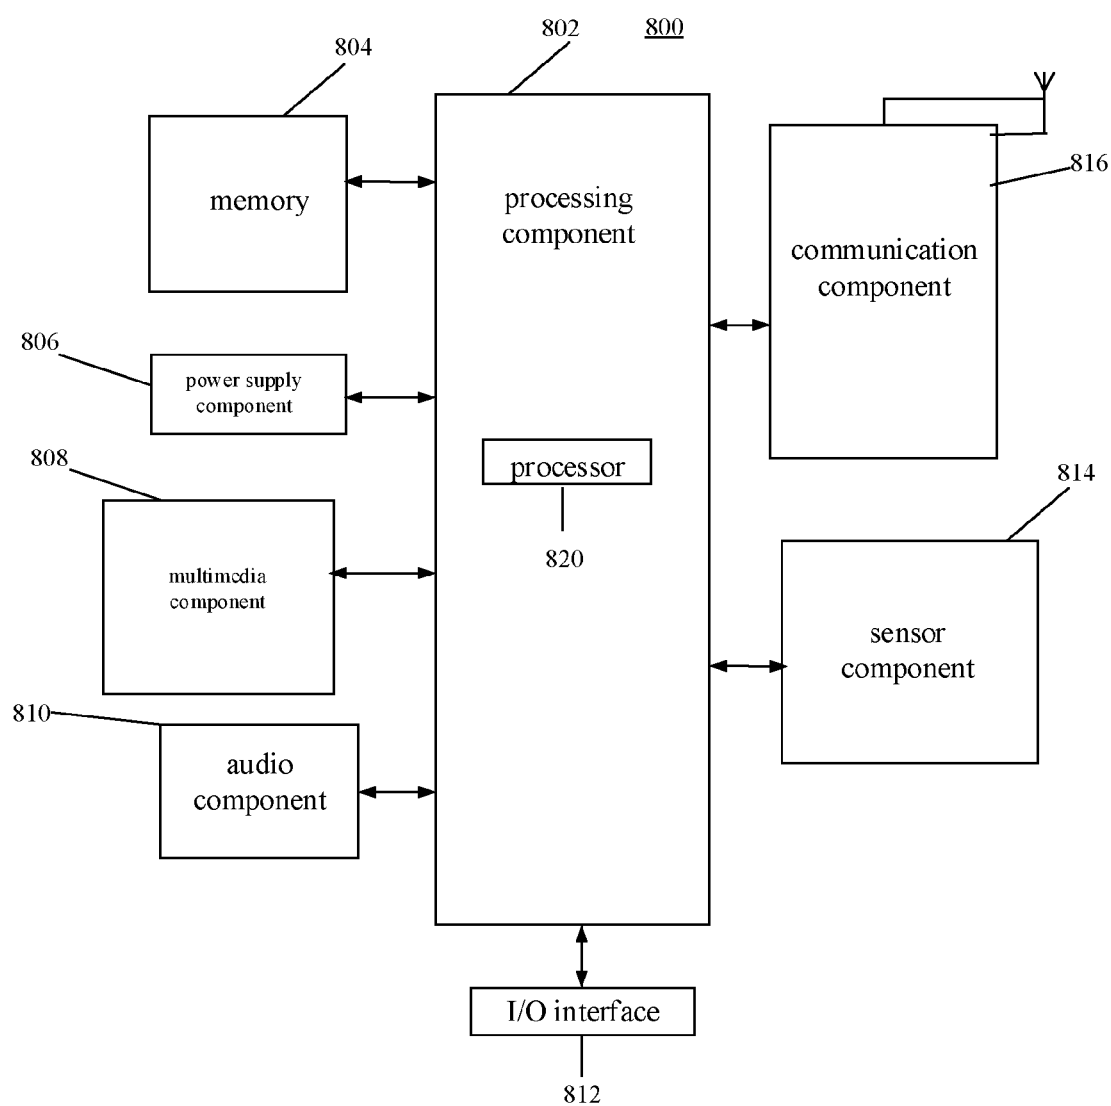 802
800
804
memory
processing
component
816
communication
component
806
power supply
component
808
processor
820
multimedia
component
814
sensor
component
810
audio
component
I/O interface
812